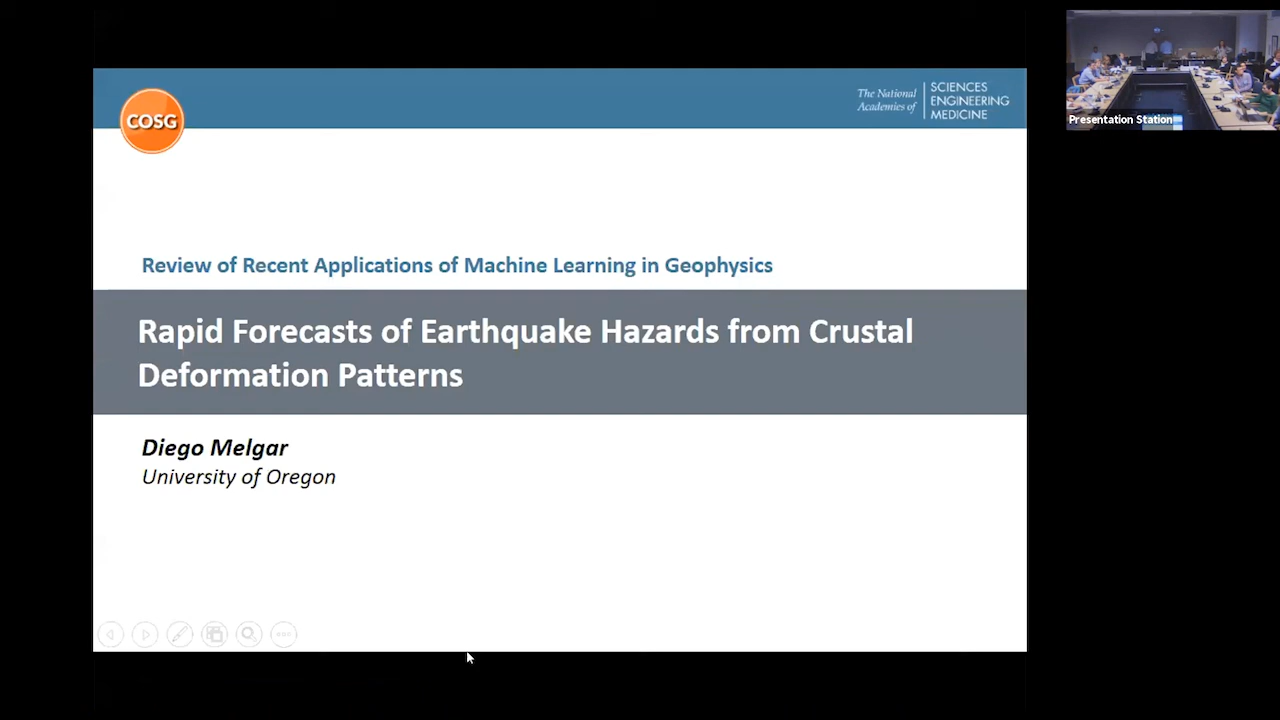 COSG
The National
Academies of
SCIENCES
ENGINEERING
MEDICINE
Presentation Station
Review of Recent Applications of Machine Learning in Geophysics
Rapid Forecasts of Earthquake Hazards from Crustal
Deformation Patterns
Diego Melgar
University of Oregon